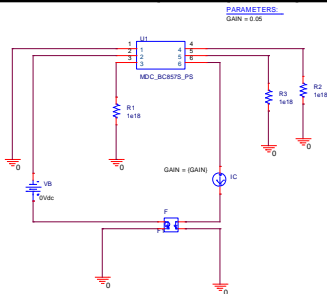 PARAMETERS:
GAIN = 0.05
U1
1 1 4 4
2 2 5 5
3 3 6 6
MDC_BC857S_PS
R1
1e18
R3
1e18
R2
1e18
0
0
0
0
GAIN = {GAIN}
IC
VB
0Vdc
F
F
0
0